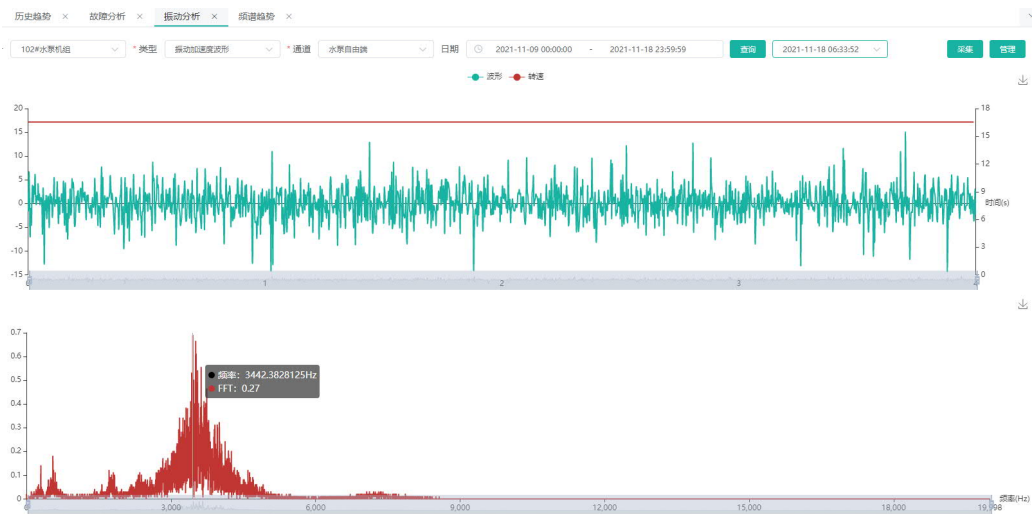 历史趋势 × 故障分析 × 振动分析 × 频谱趋势 ×
102#水泵机组 * 类型 振动加速度波形 * 通道 水泵自由端 日期 2021-11-09 00:00:00 - 2021-11-18 23:59:59 查询 2021-11-18 06:33:52 采集 管理
波形 转速
20 18
15 15
10 12
5 9
0 时间(s)
-5 6
-10 3
-15 0
0 1 2 3 4
0.7
0.6
0.5 频率: 3442.3828125Hz
0.4 FFT: 0.27
0.3
0.2
0.1
0 频率(Hz)
0 3,000 6,000 9,000 12,000 15,000 18,000 19,998